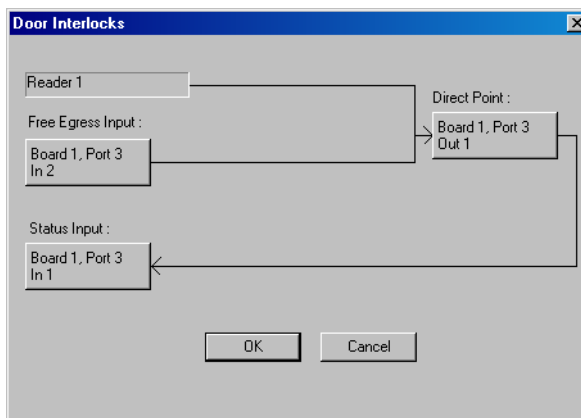 Door Interlocks
Reader 1
Direct Point :
Free Egress Input :
Board 1, Port 3
Out 1
Board 1, Port 3
In 2
Status Input :
Board 1, Port 3
In 1
OK
Cancel